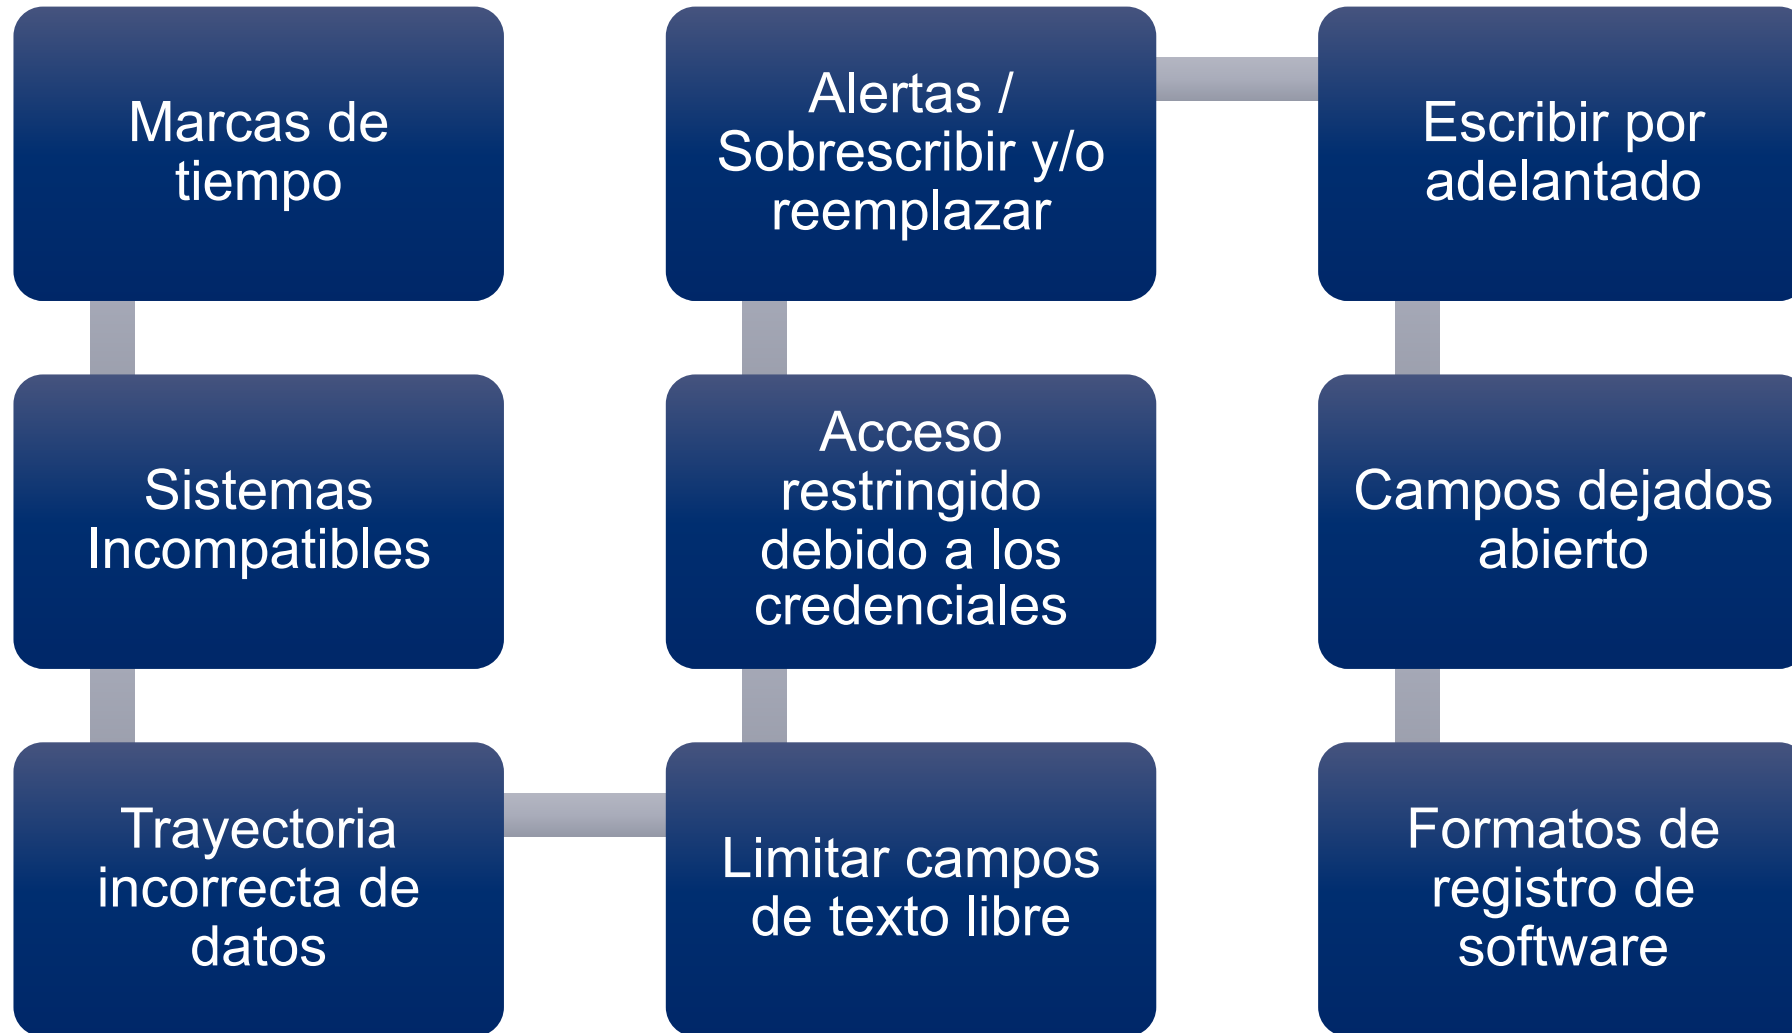 Marcas de
tiempo
Sistemas
Incompatibles
Trayectoria
incorrecta de
datos
Limitar campos
de texto libre
Acceso
restringido
debido a los
credenciales
Alertas /
Sobrescribir y/o
reemplazar
Escribir por
adelantado
Campos dejados
abierto
Formatos de
registro de
software